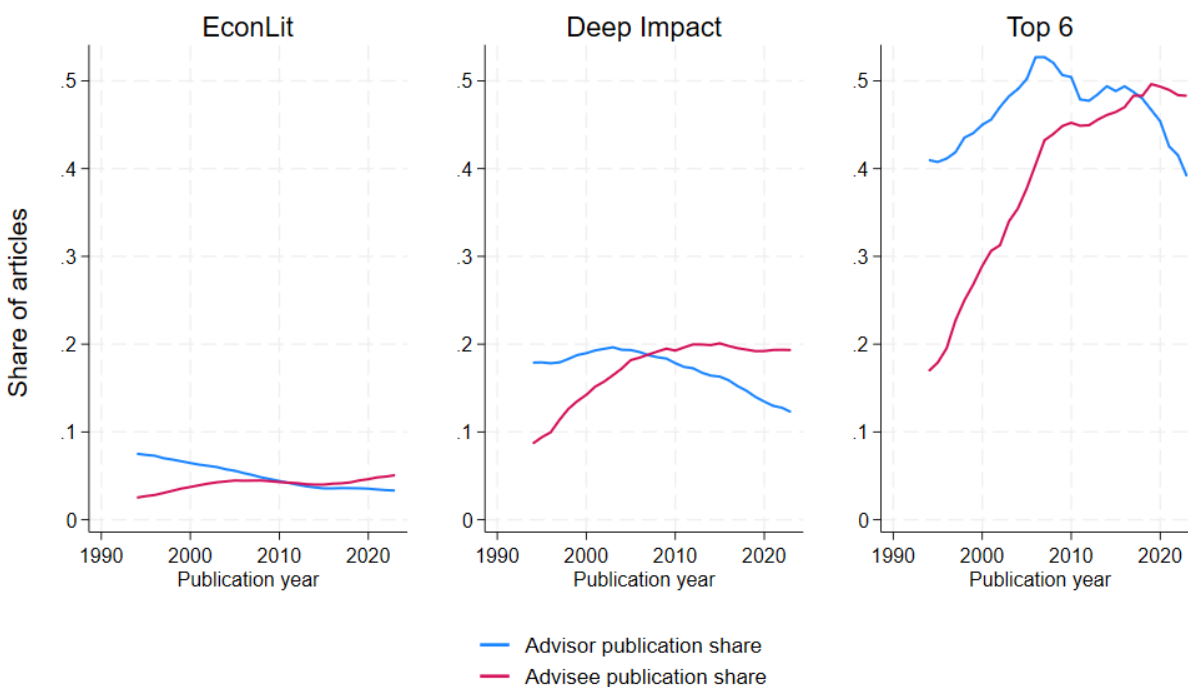 EconLit
Deep Impact
Top 6
Share of articles
.5
.4
.3
.2
.1
0
1990 2000 2010 2020
Publication year
.5
.4
.3
.2
.1
0
1990 2000 2010 2020
Publication year
.5
.4
.3
.2
.1
0
1990 2000 2010 2020
Publication year
Advisor publication share
Advisee publication share